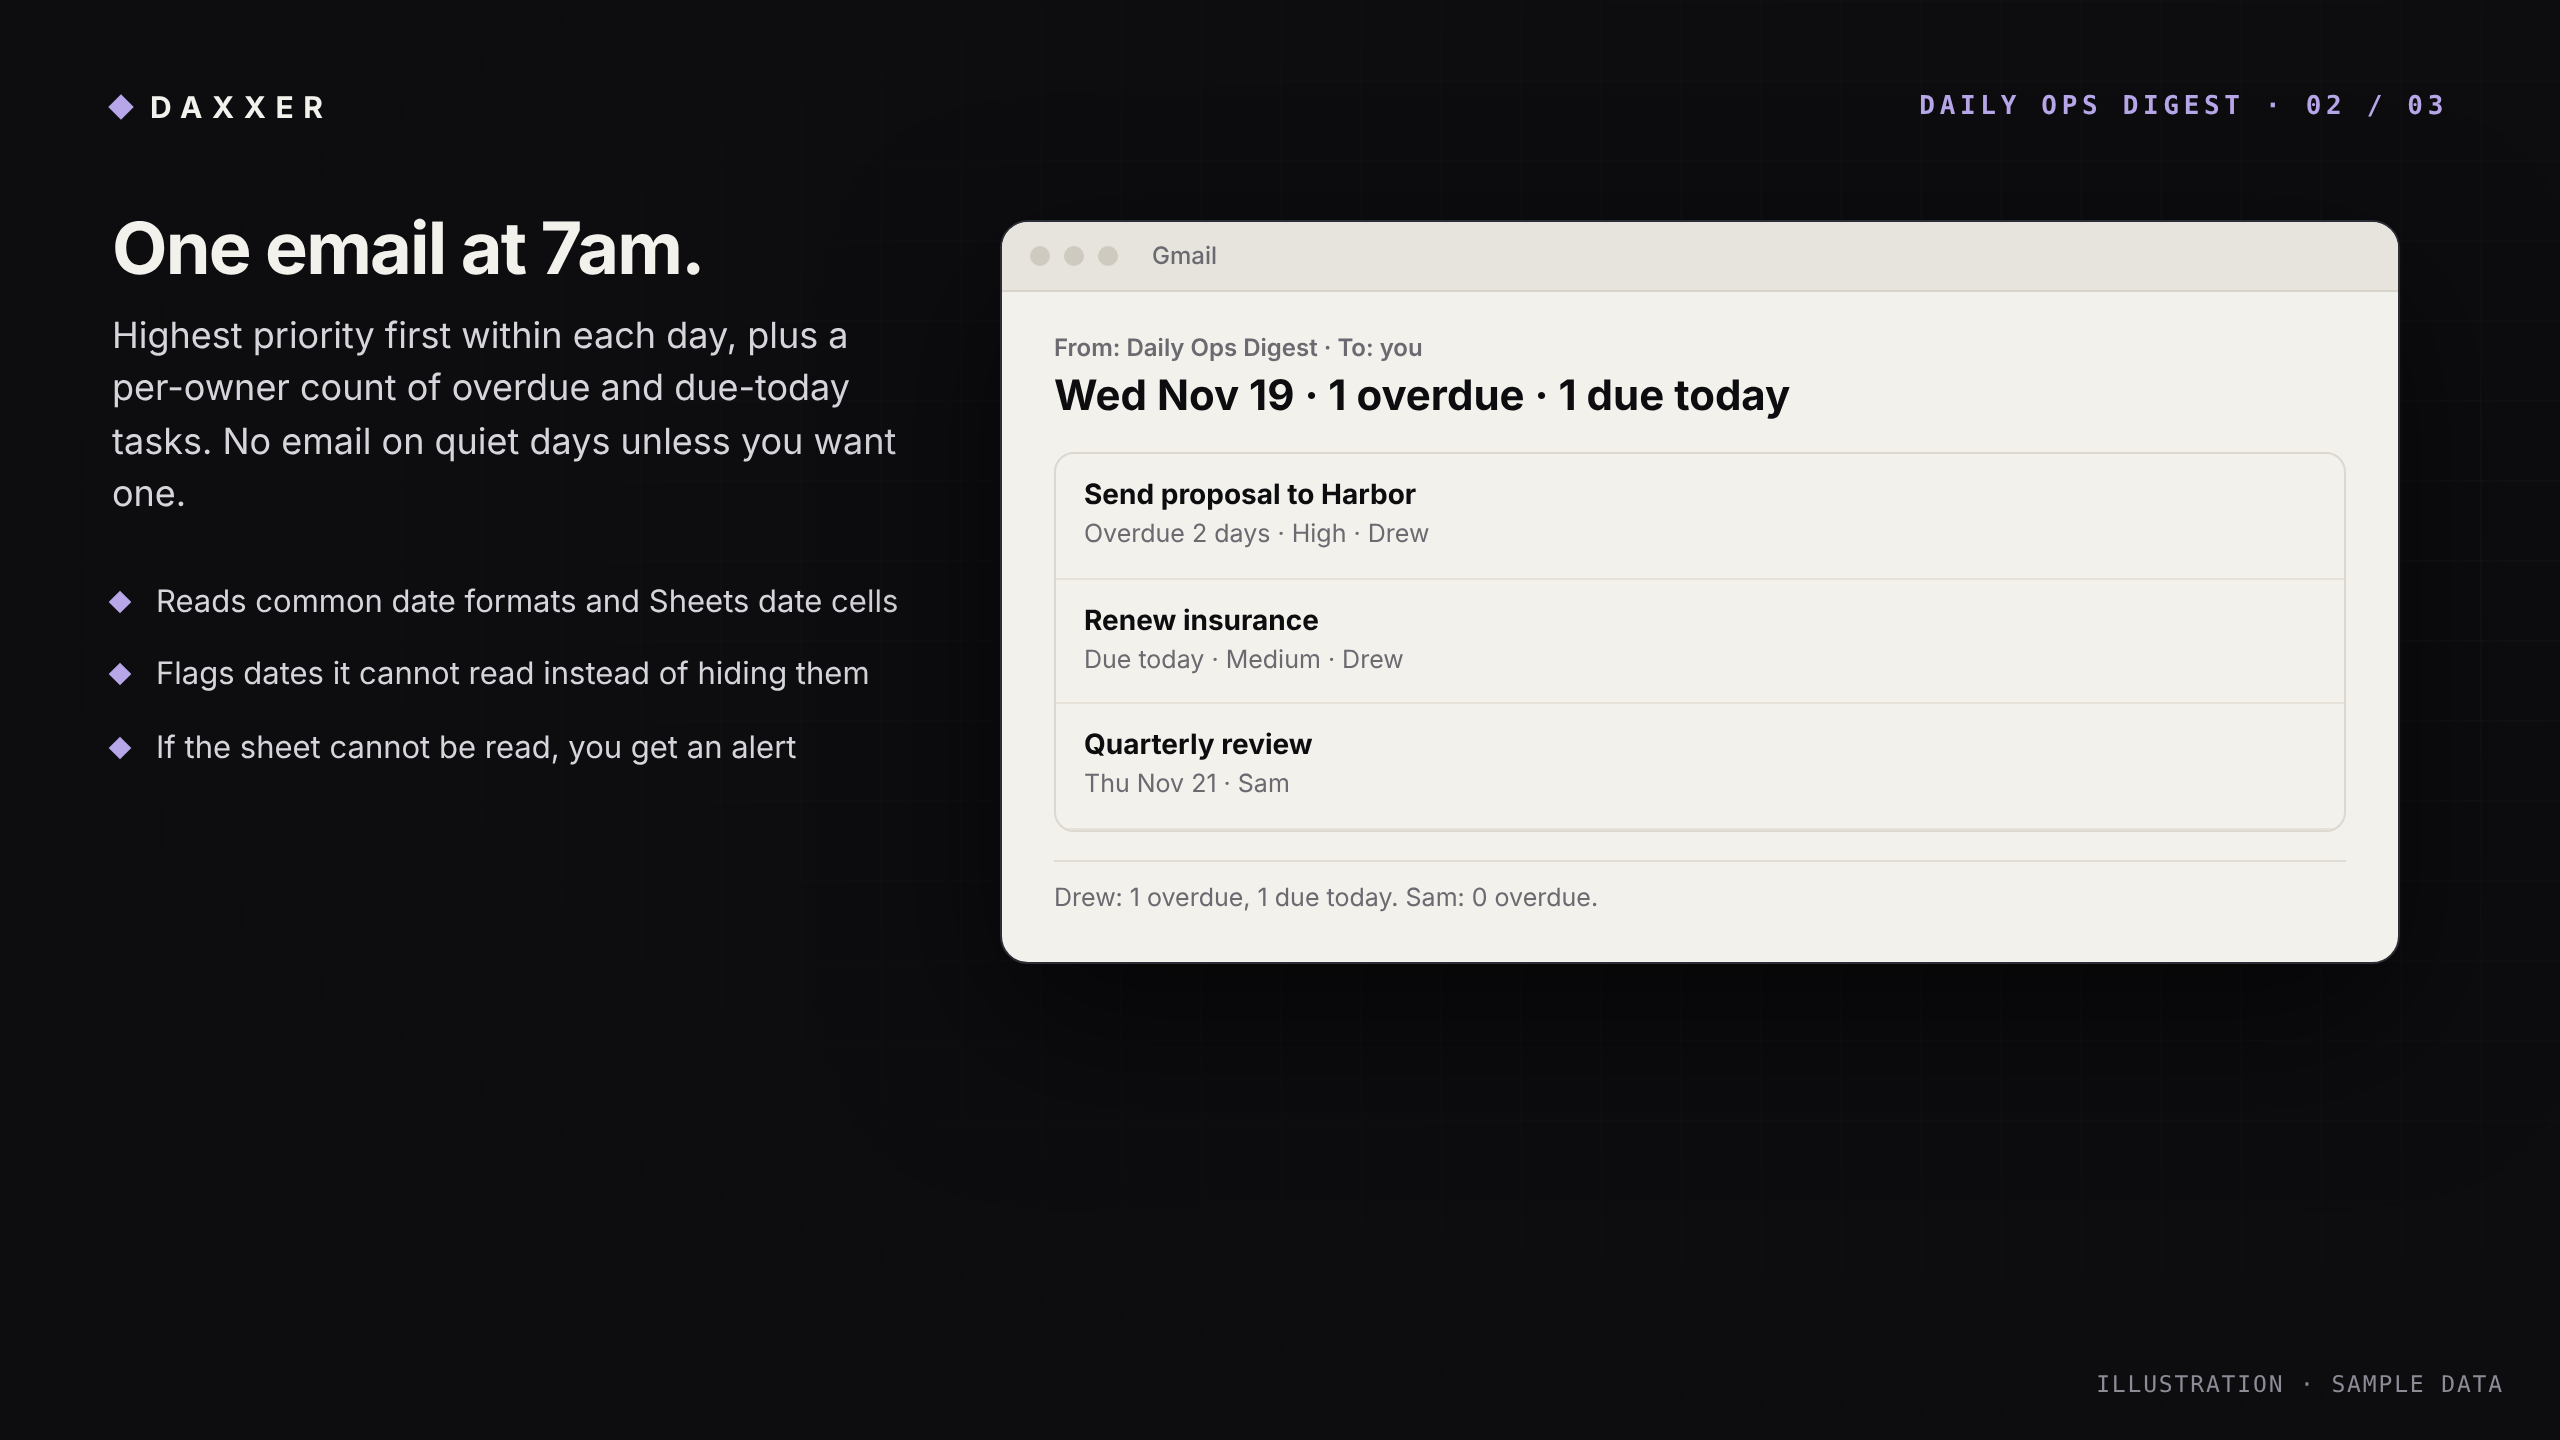 DAXXER
DAILY OPS DIGEST · 02 / 03
One email at 7am.
Highest priority first within each day, plus a
per-owner count of overdue and due-today
tasks. No email on quiet days unless you want
one.
Reads common date formats and Sheets date cells
Flags dates it cannot read instead of hiding them
If the sheet cannot be read, you get an alert
Gmail
From: Daily Ops Digest · To: you
Wed Nov 19 · 1 overdue · 1 due today
Send proposal to Harbor
Overdue 2 days · High · Drew
Renew insurance
Due today · Medium · Drew
Quarterly review
Thu Nov 21 · Sam
Drew: 1 overdue, 1 due today. Sam: 0 overdue.
ILLUSTRATION · SAMPLE DATA